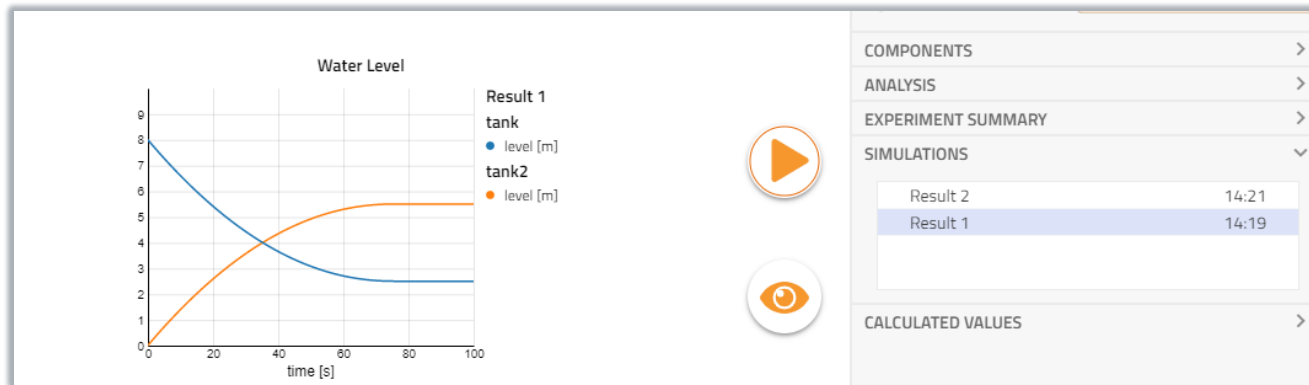 Water Level
9
8
7
6
5
4
3
2
1
0
0 20 40 60 80 100
time [s]
Result 1
tank
level [m]
tank2
level [m]
COMPONENTS
ANALYSIS
EXPERIMENT SUMMARY
SIMULATIONS
Result 2 14:21
Result 1 14:19
CALCULATED VALUES